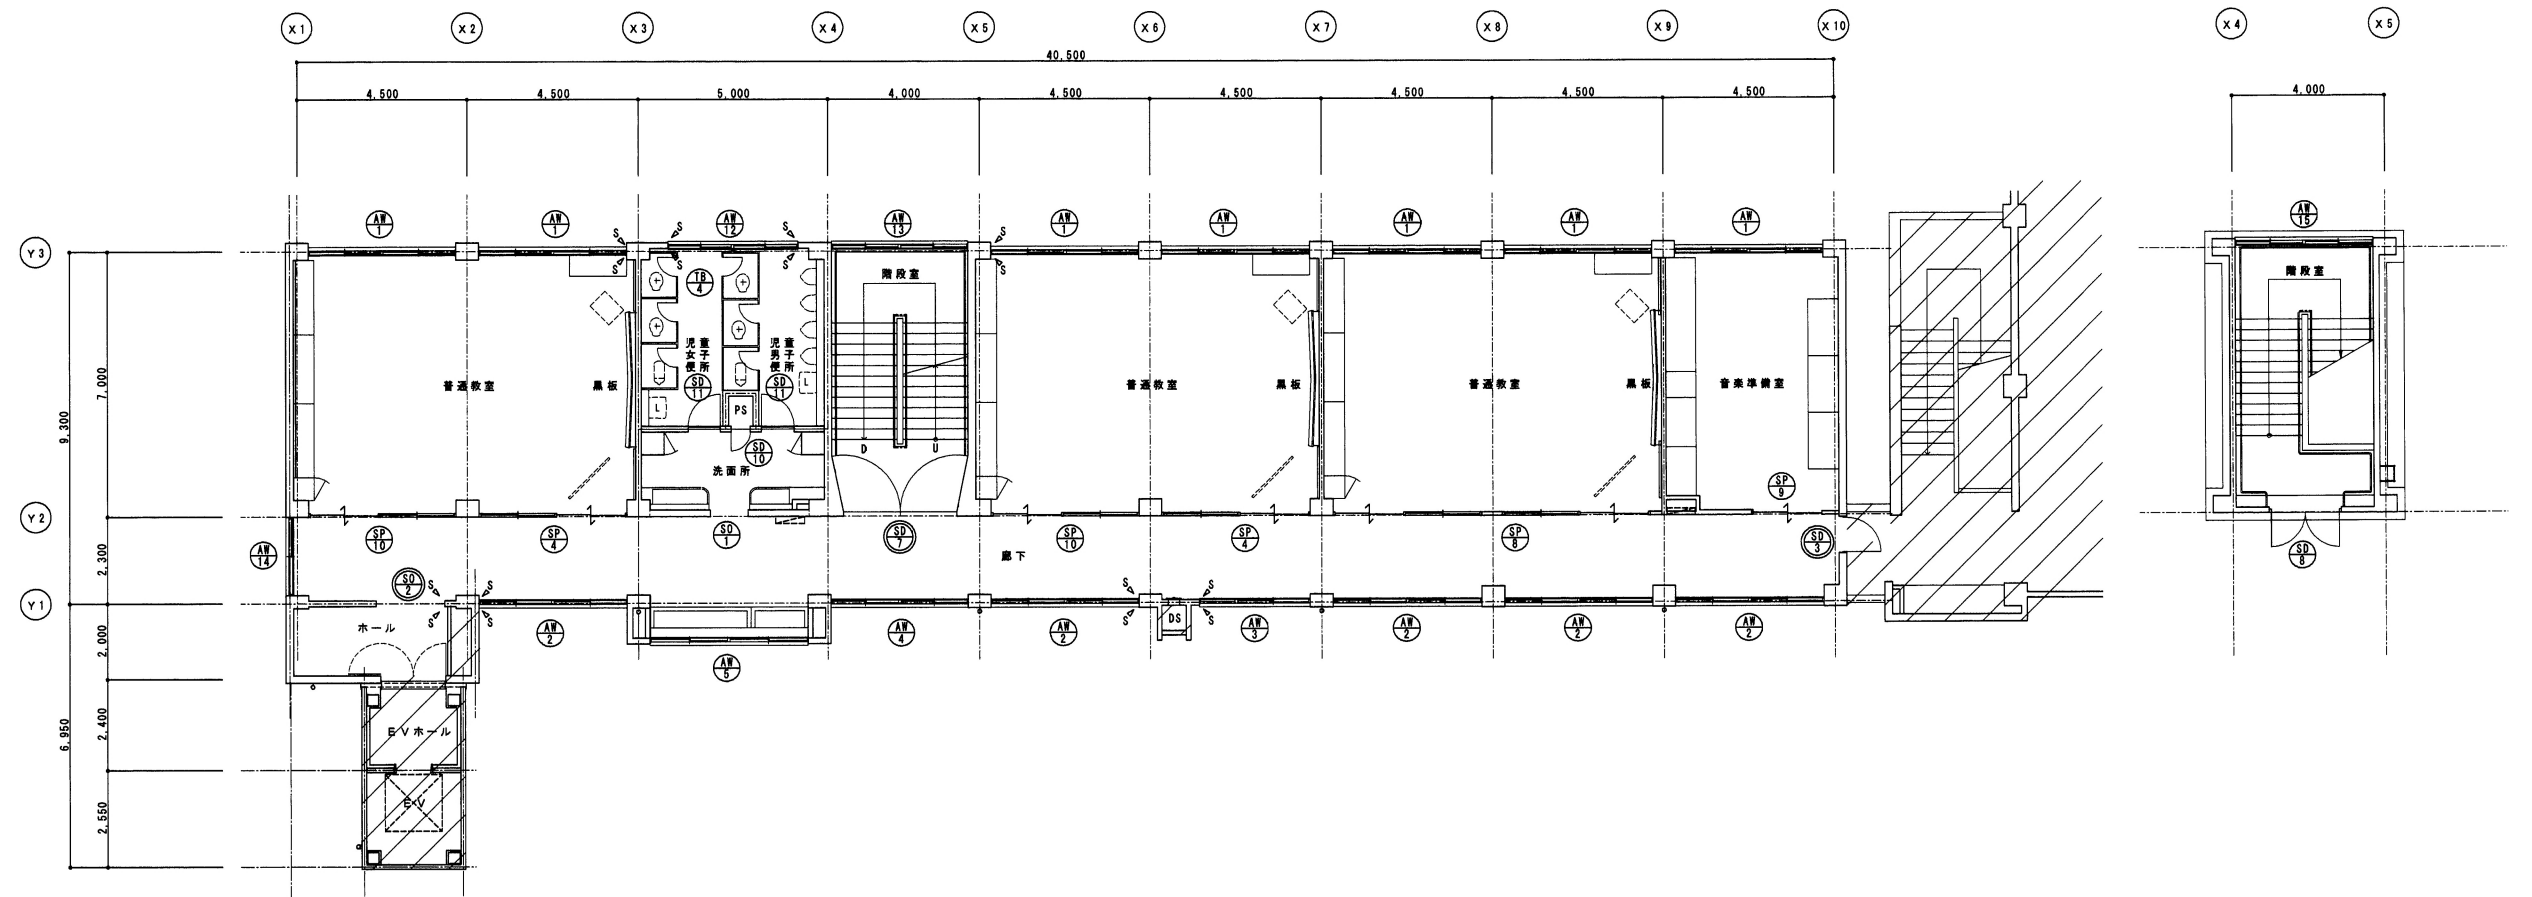 X1 X2 X3 X4 X5 X6 X7 X8 X9 X10 X4 X5
40,500
4,500 4,500 5,000 4,000 4,500 4,500 4,500 4,500 4,500
4,000
AW 1
AW 1
AW 12
AW 13
AW 1
AW 1
AW 1
AW 1
AW 1
AW 15
S S S S
S S S S
Y3
階段室
階段室
TB 4
7,000
9,300
児童
女子
便所
児童
男子
便所
SD 11
SD 11
L
L
PS
普通教室
黒板
普通教室
黒板
普通教室
黒板
音楽準備室
D
U
SD 10
洗面所
SP 9
Y2
SP 10
SP 4
SO 1
SD 7
SP 10
SP 4
SP 8
SD 3
SD 8
AW 14
2,300
廊下
SO 2
S S S S
Y1
S S S S
DS
ホール
AW 2
AW 4
AW 2
AW 3
AW 2
AW 2
AW 2
2,000
AW 5
2,400
6,950
EVホール
EV
2,550